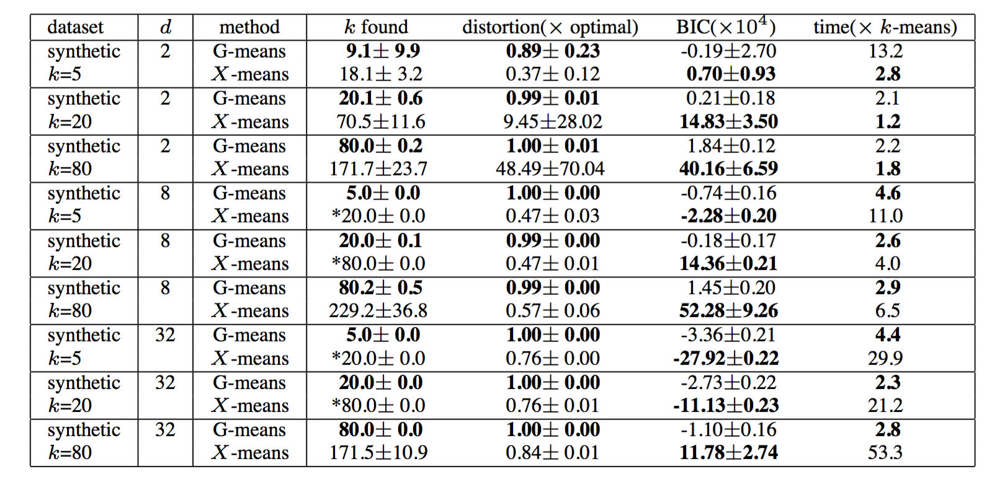 dataset d method k found distortion(× optimal) BIC(×10⁴) time(× k-means)
synthetic 2 G-means 9.1± 9.9 0.89± 0.23 -0.19±2.70 13.2
k=5 X-means 18.1± 3.2 0.37± 0.12 0.70±0.93 2.8
synthetic 2 G-means 20.1± 0.6 0.99± 0.01 0.21±0.18 2.1
k=20 X-means 70.5±11.6 9.45±28.02 14.83±3.50 1.2
synthetic 2 G-means 80.0± 0.2 1.00± 0.01 1.84±0.12 2.2
k=80 X-means 171.7±23.7 48.49±70.04 40.16±6.59 1.8
synthetic 8 G-means 5.0± 0.0 1.00± 0.00 -0.74±0.16 4.6
k=5 X-means *20.0± 0.0 0.47± 0.03 -2.28±0.20 11.0
synthetic 8 G-means 20.0± 0.1 0.99± 0.00 -0.18±0.17 2.6
k=20 X-means *80.0± 0.0 0.47± 0.01 14.36±0.21 4.0
synthetic 8 G-means 80.2± 0.5 0.99± 0.00 1.45±0.20 2.9
k=80 X-means 229.2±36.8 0.57± 0.06 52.28±9.26 6.5
synthetic 32 G-means 5.0± 0.0 1.00± 0.00 -3.36±0.21 4.4
k=5 X-means *20.0± 0.0 0.76± 0.00 -27.92±0.22 29.9
synthetic 32 G-means 20.0± 0.0 1.00± 0.00 -2.73±0.22 2.3
k=20 X-means *80.0± 0.0 0.76± 0.01 -11.13±0.23 21.2
synthetic 32 G-means 80.0± 0.0 1.00± 0.00 -1.10±0.16 2.8
k=80 X-means 171.5±10.9 0.84± 0.01 11.78±2.74 53.3